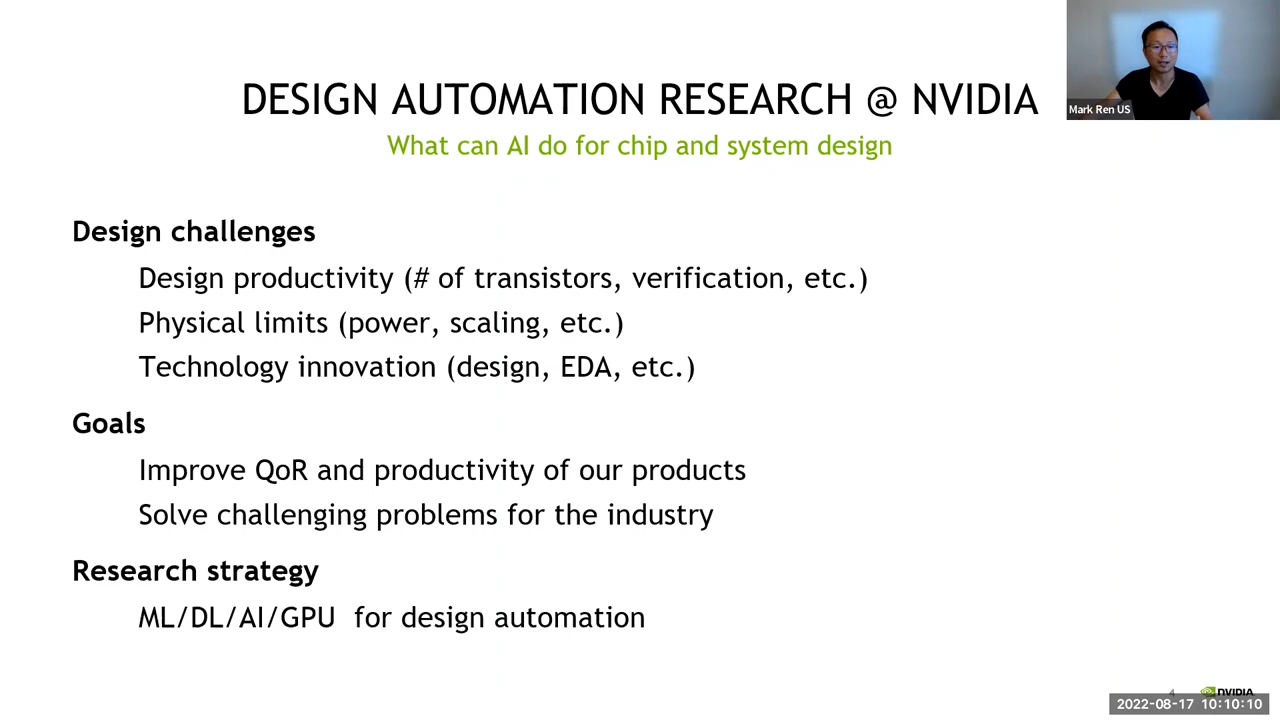 DESIGN AUTOMATION RESEARCH @ NVIDIA
What can AI do for chip and system design
Mark Ren US
Design challenges
Design productivity (# of transistors, verification, etc.)
Physical limits (power, scaling, etc.)
Technology innovation (design, EDA, etc.)
Goals
Improve QoR and productivity of our products
Solve challenging problems for the industry
Research strategy
ML/DL/AI/GPU  for design automation
4 NVIDIA.
2022-08-17 10:10:10